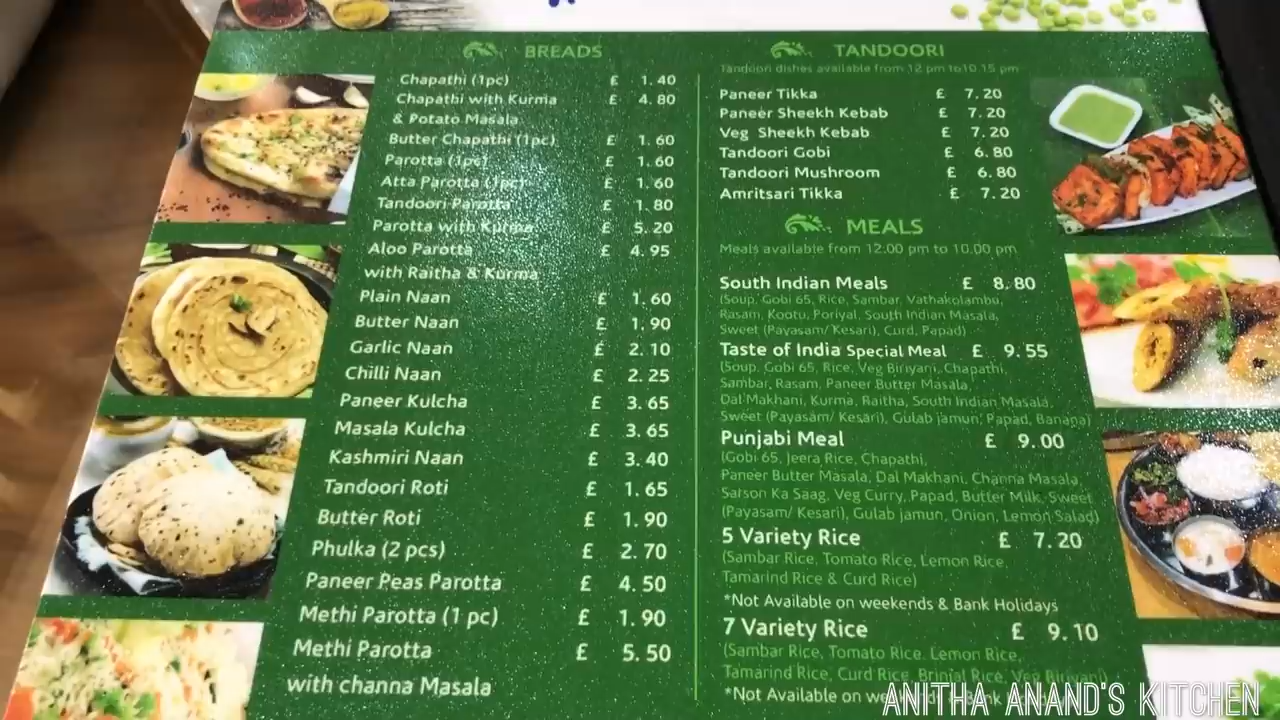 BREADS
Chapathi (1pc) £ 1.40
Chapathi with Kurma £ 4.80
& Potato Masala
Butter Chapathi (1pc) £ 1.60
Parotta (1pc) £ 1.60
Atta Parotta (1pc) £ 1.60
Tandoori Parotta £ 1.80
Parotta with Kurma £ 5.20
Aloo Parotta £ 4.95
with Raitha & Kurma
Plain Naan £ 1.60
Butter Naan £ 1.90
Garlic Naan £ 2.10
Chilli Naan £ 2.25
Paneer Kulcha £ 3.65
Masala Kulcha £ 3.65
Kashmiri Naan £ 3.40
Tandoori Roti £ 1.65
Butter Roti £ 1.90
Phulka (2 pcs) £ 2.70
Paneer Peas Parotta £ 4.50
Methi Parotta (1 pc) £ 1.90
Methi Parotta £ 5.50
with channa Masala
TANDOORI
Tandoori dishes available from 12 pm to10.15 pm
Paneer Tikka £ 7.20
Paneer Sheekh Kebab £ 7.20
Veg Sheekh Kebab £ 7.20
Tandoori Gobi £ 6.80
Tandoori Mushroom £ 6.80
Amritsari Tikka £ 7.20
MEALS
Meals available from 12.00 pm to 10.00 pm
South Indian Meals £ 8.80
(Soup, Gobi 65, Rice, Sambar, Vathakolambu,
Rasam, Kootu, Poriyal, South Indian Masala,
Sweet (Payasam/ Kesari), Curd, Papad)
Taste of India Special Meal £ 9.55
(Soup, Gobi 65, Rice, Veg Biriyani, Chapathi,
Sambar, Rasam, Paneer Butter Masala,
Dal Makhani, Kurma, Raitha, South Indian Masala,
Sweet (Payasam/ Kesari), Gulab jamun, Papad, Banana)
Punjabi Meal £ 9.00
(Gobi 65, Jeera Rice, Chapathi,
Paneer Butter Masala, Dal Makhani, Channa Masala,
Sarson Ka Saag, Veg Curry, Papad, Butter Milk, Sweet
(Payasam/ Kesari), Gulab jamun, Onion, Lemon Salad)
5 Variety Rice £ 7.20
(Sambar Rice, Tomato Rice, Lemon Rice,
Tamarind Rice & Curd Rice)
*Not Available on weekends & Bank Holidays
7 Variety Rice £ 9.10
(Sambar Rice, Tomato Rice, Lemon Rice,
Tamarind Rice, Curd Rice, Brinjal Rice, Veg Biriyani)
*Not Available on
ANITHA ANAND'S KITCHEN